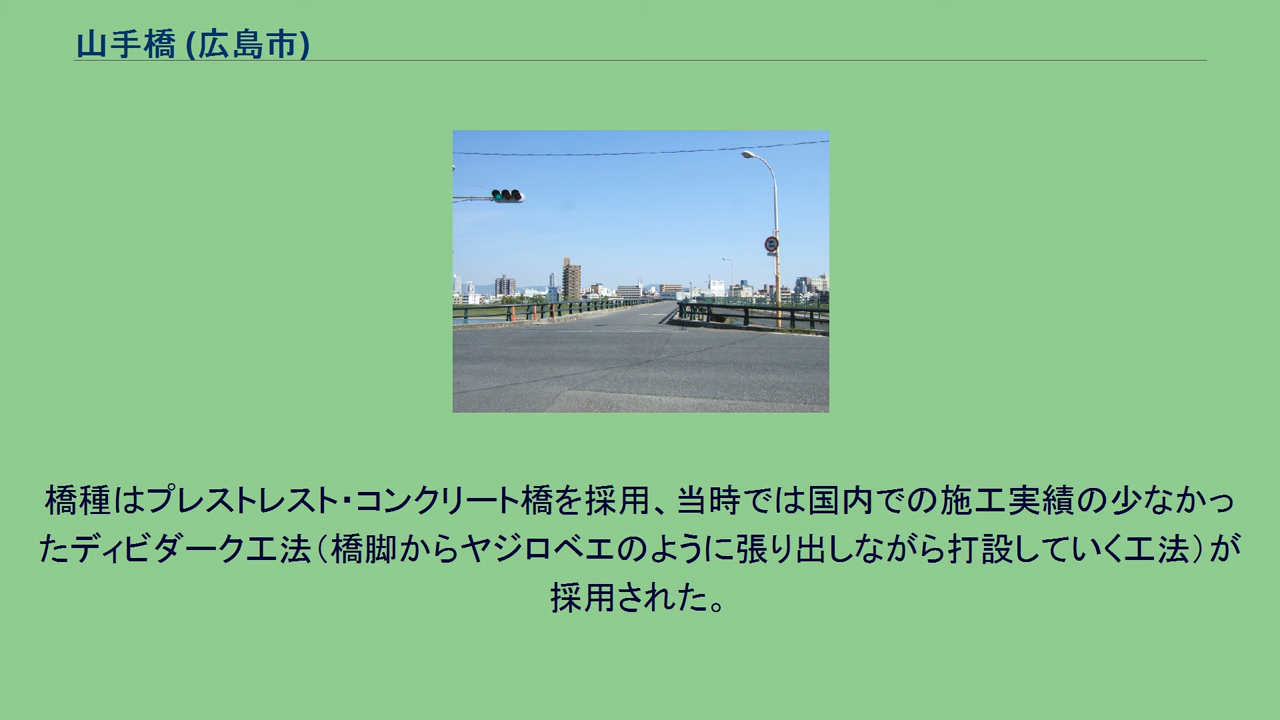 山手橋 (広島市)
橋種はプレストレスト・コンクリート橋を採用、当時では国内での施工実績の少なかっ
たディビダーク工法（橋脚からヤジロベエのように張り出しながら打設していく工法）が
採用された。